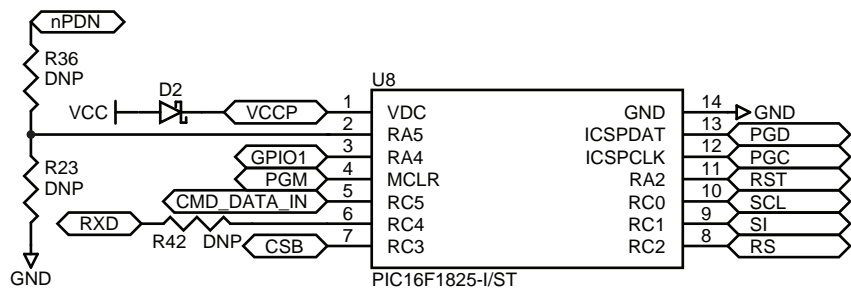 nPDN
R36
DNP
D2
U8
VCC
VCCP
1
VDC
GND
14
GND
2
RA5
ICSPDAT
13
PGD
R23
DNP
GPIO1
3
RA4
ICSPCLK
12
PGC
PGM
4
MCLR
RA2
11
RST
CMD_DATA_IN
5
RC5
RC0
10
SCL
RXD
6
RC4
RC1
9
SI
R42 DNP
CSB
7
RC3
RC2
8
RS
GND
PIC16F1825-I/ST